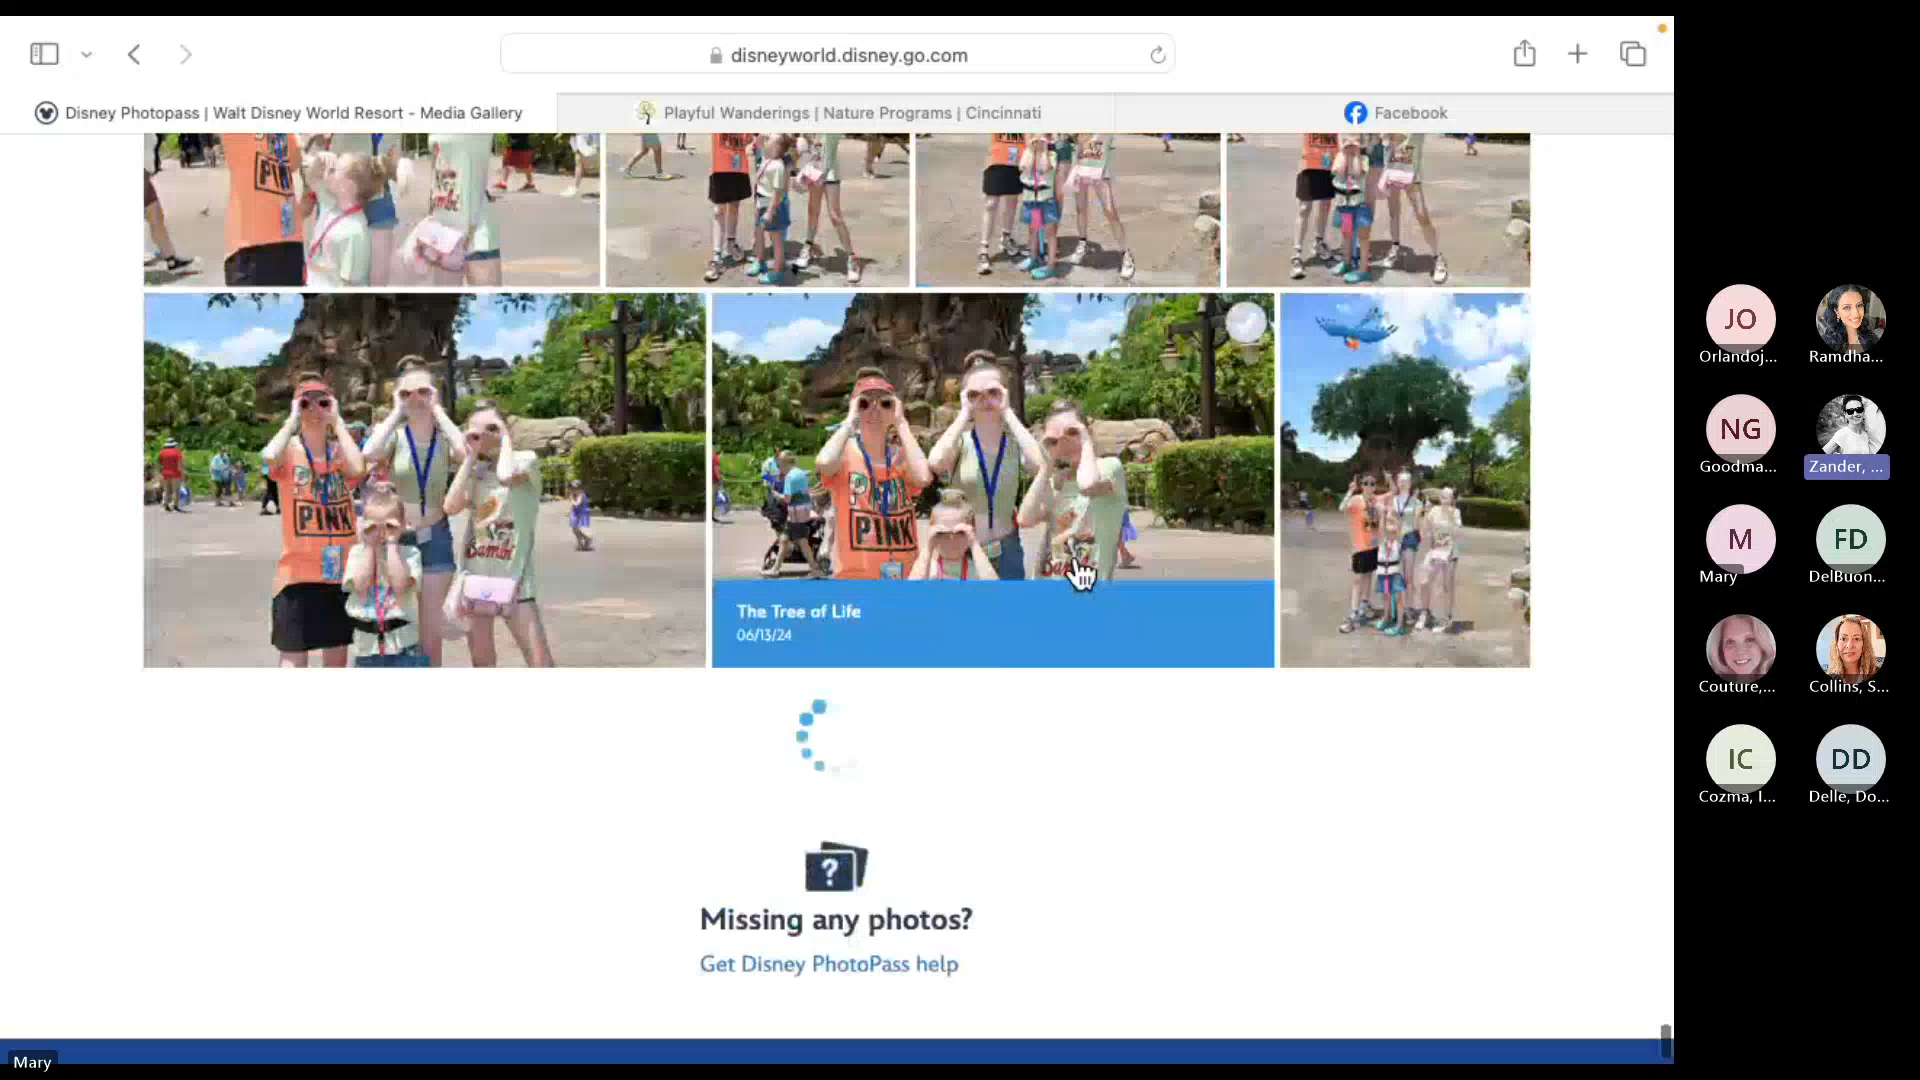 disneyworld.disney.go.com
Disney Photopass | Walt Disney World Resort - Media Gallery
Playful Wanderings | Nature Programs | Cincinnati
Facebook
PINK
Bambi
PINK
PINK
Bambi
The Tree of Life
06/13/24
?
Missing any photos?
Get Disney PhotoPass help
Mary
JO
Orlandoj...
Ramdha...
NG
Goodma...
Zander, ...
M
Mary
FD
DelBuon...
Couture,...
Collins, S...
IC
Cozma, I...
DD
Delle, Do...